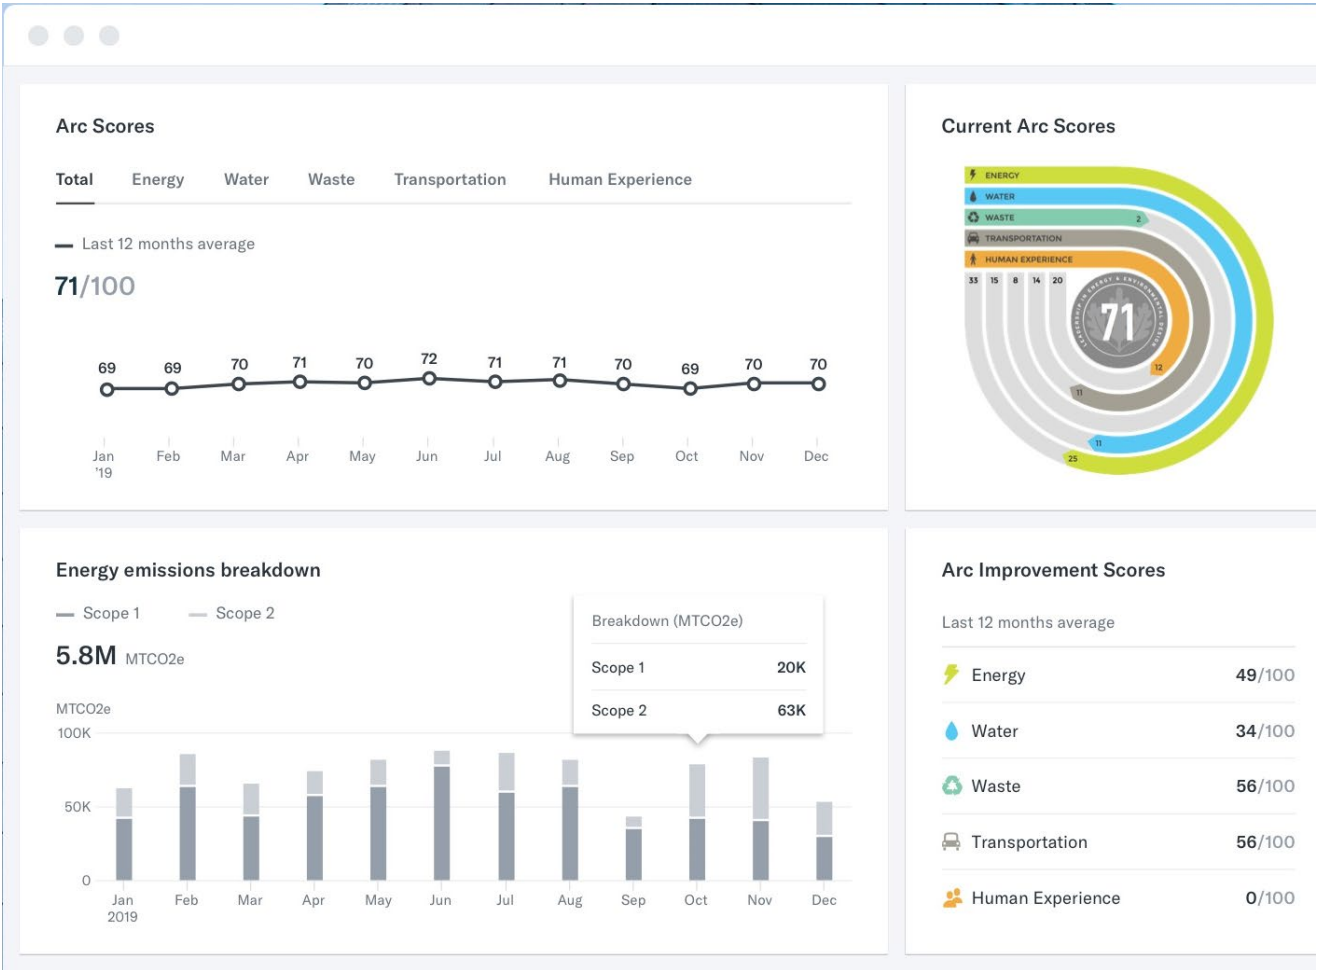 Arc Scores
Total Energy Water Waste Transportation Human Experience
Last 12 months average
71/100
69 69 70 71 70 72 71 71 70 69 70 70
Jan Feb Mar Apr May Jun Jul Aug Sep Oct Nov Dec
'19
Current Arc Scores
ENERGY
WATER
WASTE 2
TRANSPORTATION
HUMAN EXPERIENCE
33 15 8 14 20
LEADERSHIP IN ENERGY & ENVIRONMENTAL DESIGN
71
12
11
11
25
Energy emissions breakdown
Scope 1 Scope 2
5.8M MTCO2e
Breakdown (MTCO2e)
Scope 1 20K
Scope 2 63K
MTCO2e
100K
50K
0
Jan Feb Mar Apr May Jun Jul Aug Sep Oct Nov Dec
2019
Arc Improvement Scores
Last 12 months average
Energy 49/100
Water 34/100
Waste 56/100
Transportation 56/100
Human Experience 0/100